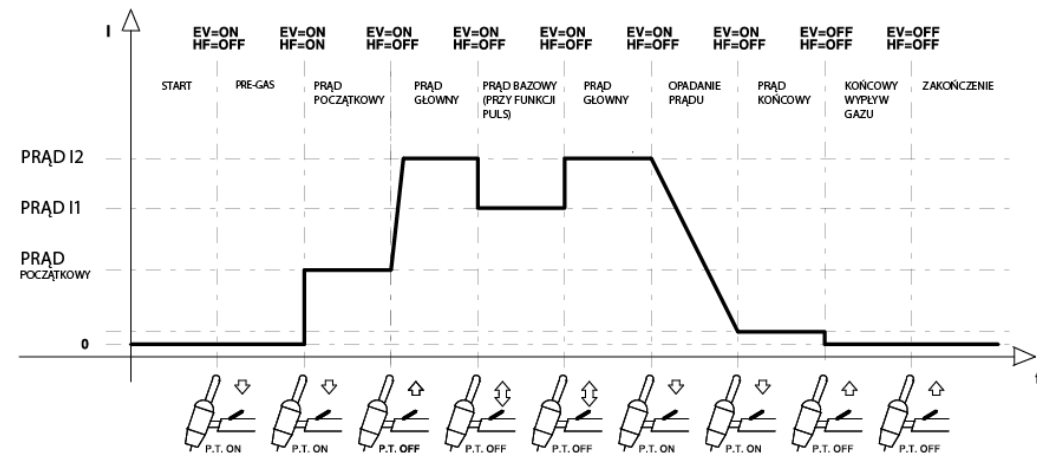 I
EV=ON EV=ON EV=ON EV=ON EV=ON EV=ON EV=ON EV=OFF EV=OFF
HF=OFF HF=ON HF=OFF HF=OFF HF=OFF HF=OFF HF=OFF HF=OFF HF=OFF
START
PRE-GAS
PRĄD
POCZĄTKOWY
PRĄD
GŁOWNY
PRĄD BAZOWY
(PRZY FUNKCJI
PULS)
PRĄD
GŁOWNY
OPADANIE
PRĄDU
PRĄD
KOŃCOWY
KOŃCOWY
WYPŁYW
GAZU
ZAKOŃCZENIE
PRĄD I2
PRĄD I1
PRĄD
POCZĄTKOWY
0
t
P.T. ON P.T. ON P.T. OFF P.T. OFF P.T. OFF P.T. ON P.T. ON P.T. OFF P.T. OFF